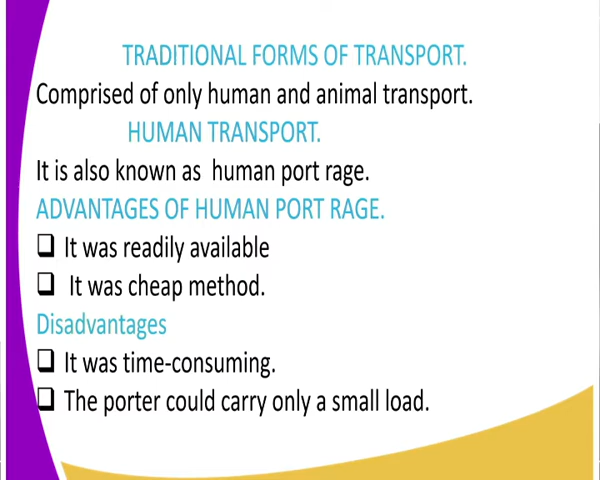 TRADITIONAL FORMS OF TRANSPORT.
Comprised of only human and animal transport.
HUMAN TRANSPORT.
It is also known as human port rage.
ADVANTAGES OF HUMAN PORT RAGE.
It was readily available
It was cheap method.
Disadvantages
It was time-consuming.
The porter could carry only a small load.